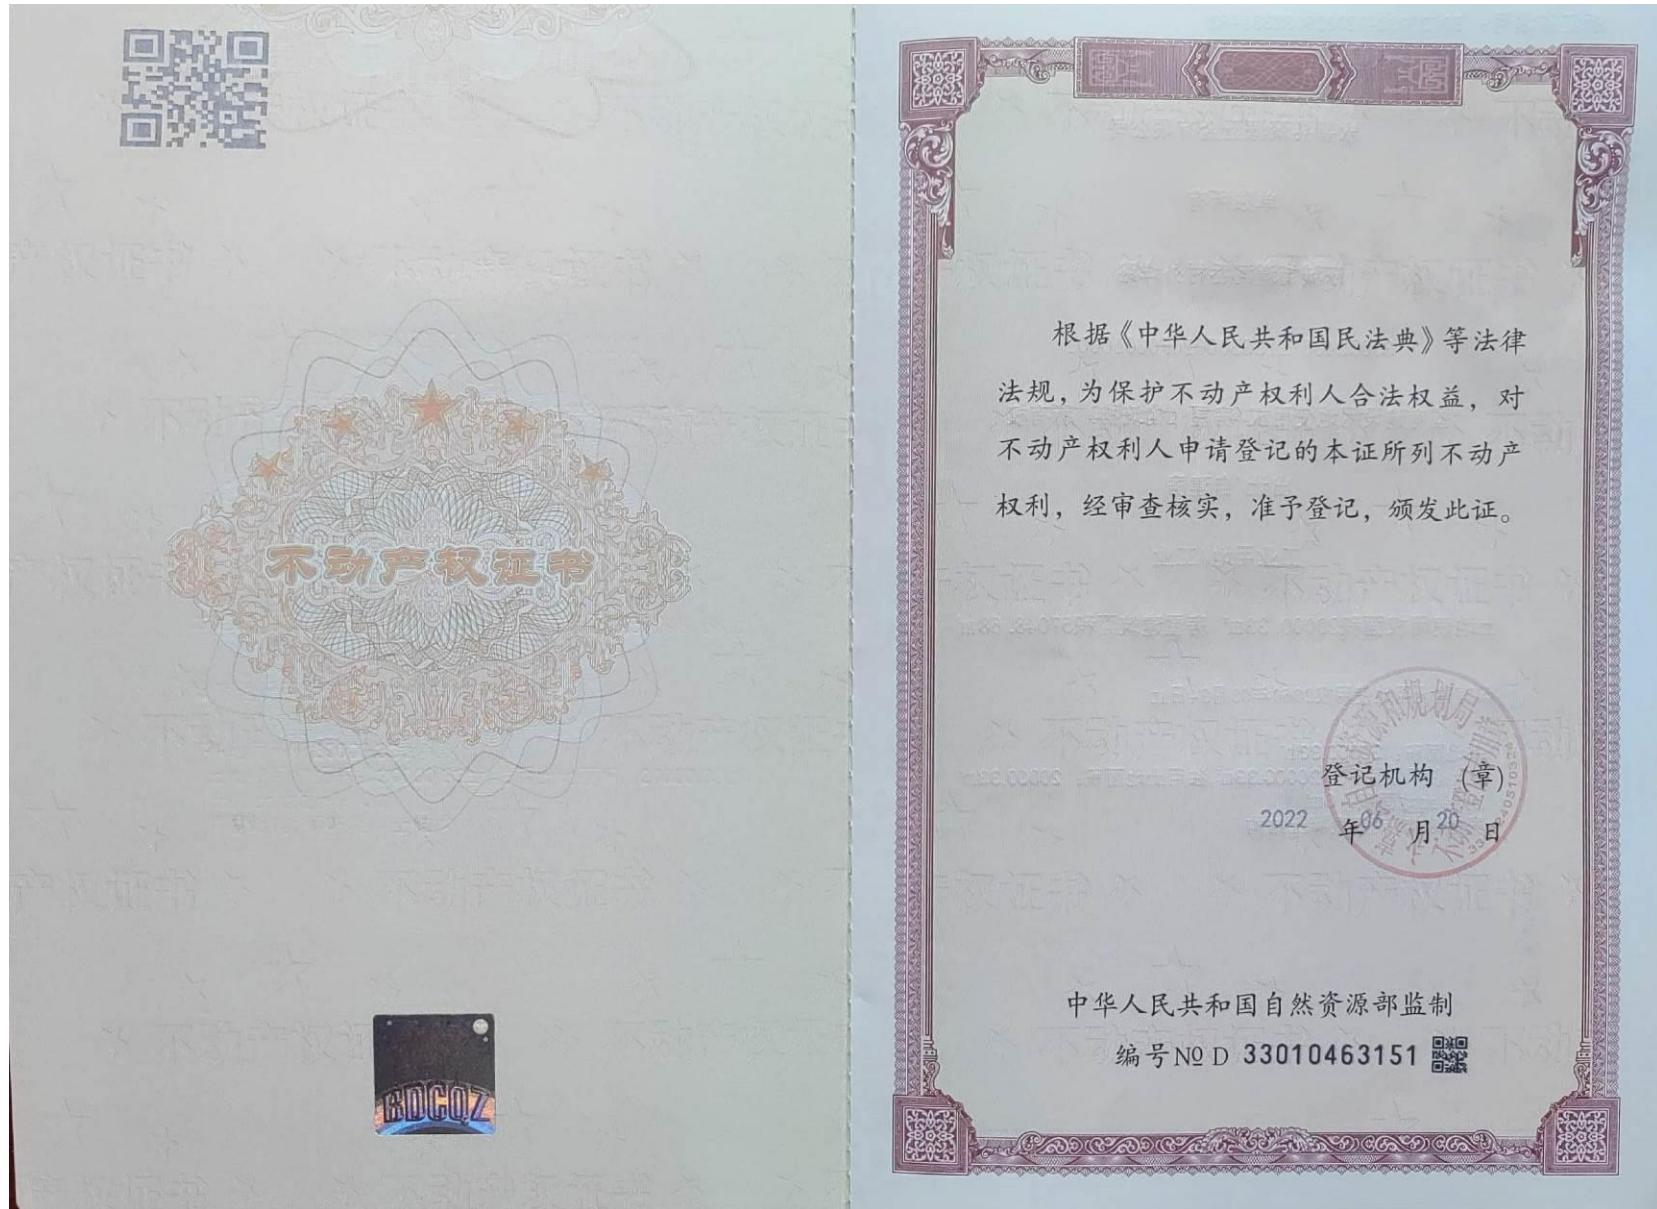 不动产权证书
BDCQZ
根据《中华人民共和国民法典》等法律
法规，为保护不动产权利人合法权益，对
不动产权利人申请登记的本证所列不动产
权利，经审查核实，准予登记，颁发此证。
登记机构 （章）
2022 年 06 月 20 日
中华人民共和国自然资源部监制
编号 № D 33010463151